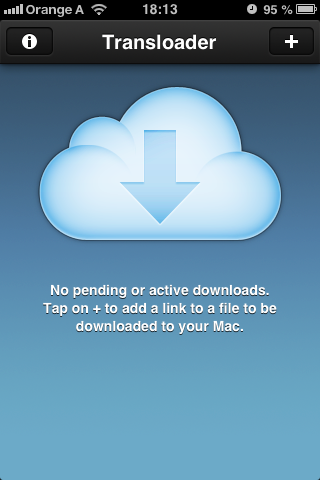 Orange A 18:13 95 %
Transloader
+
No pending or active downloads.
Tap on + to add a link to a file to be
downloaded to your Mac.